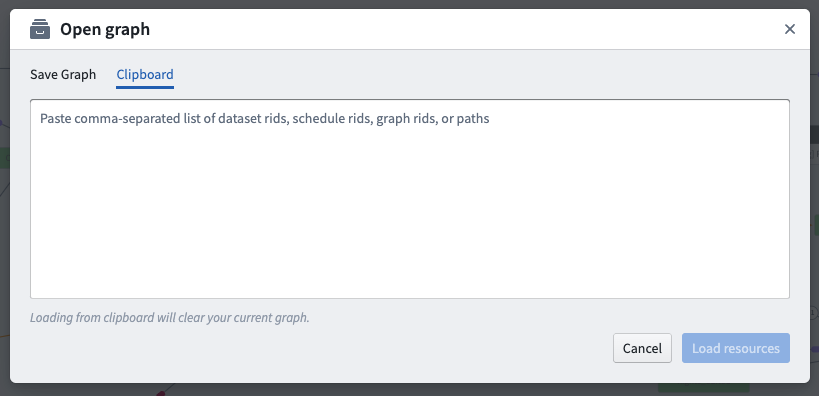 Open graph
Save Graph
Clipboard
Paste comma-separated list of dataset rids, schedule rids, graph rids, or paths
Loading from clipboard will clear your current graph.
Cancel
Load resources